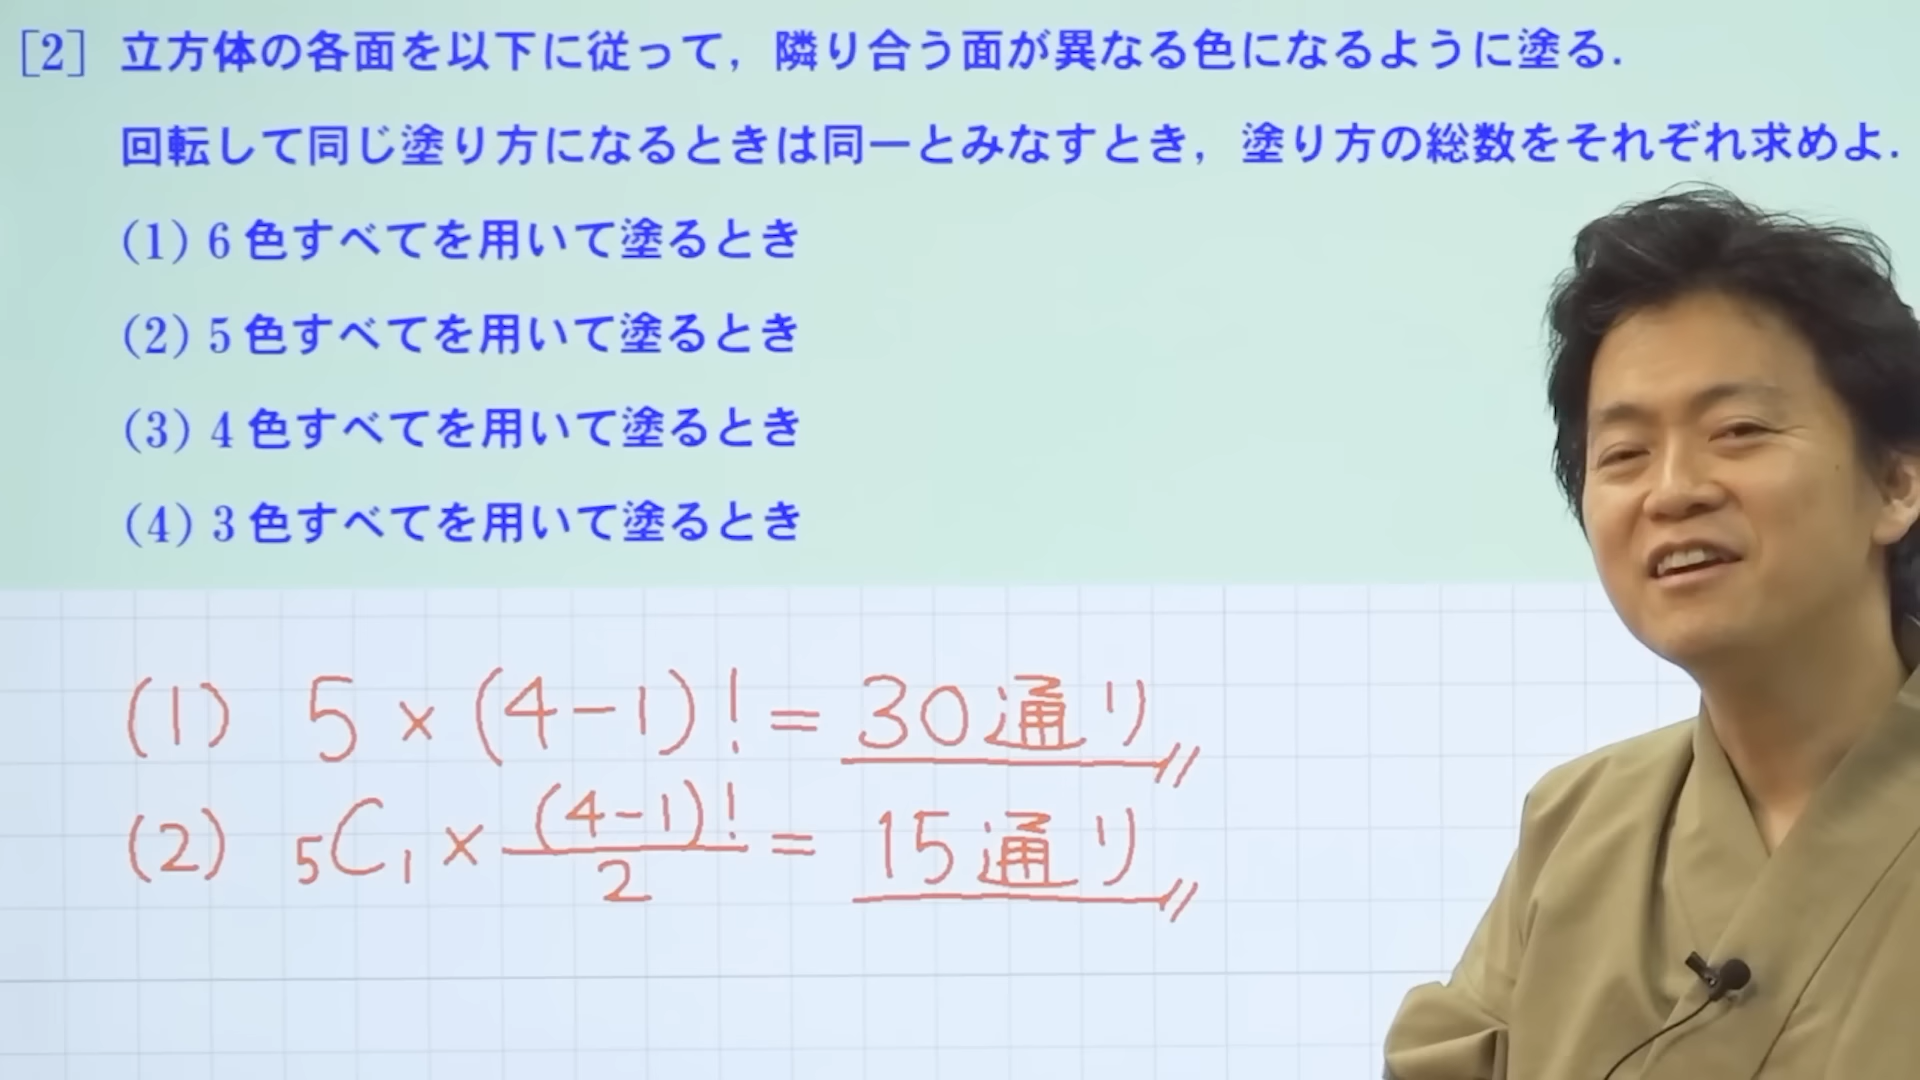 [2] 立方体の各面を以下に従って，隣り合う面が異なる色になるように塗る．
回転して同じ塗り方になるときは同一とみなすとき，塗り方の総数をそれぞれ求めよ．
(1) 6 色すべてを用いて塗るとき
(2) 5 色すべてを用いて塗るとき
(3) 4 色すべてを用いて塗るとき
(4) 3 色すべてを用いて塗るとき
(1) 5 × (4-1)! = 30通り
(2) ₅C₁ × (4-1)!/2 = 15通り